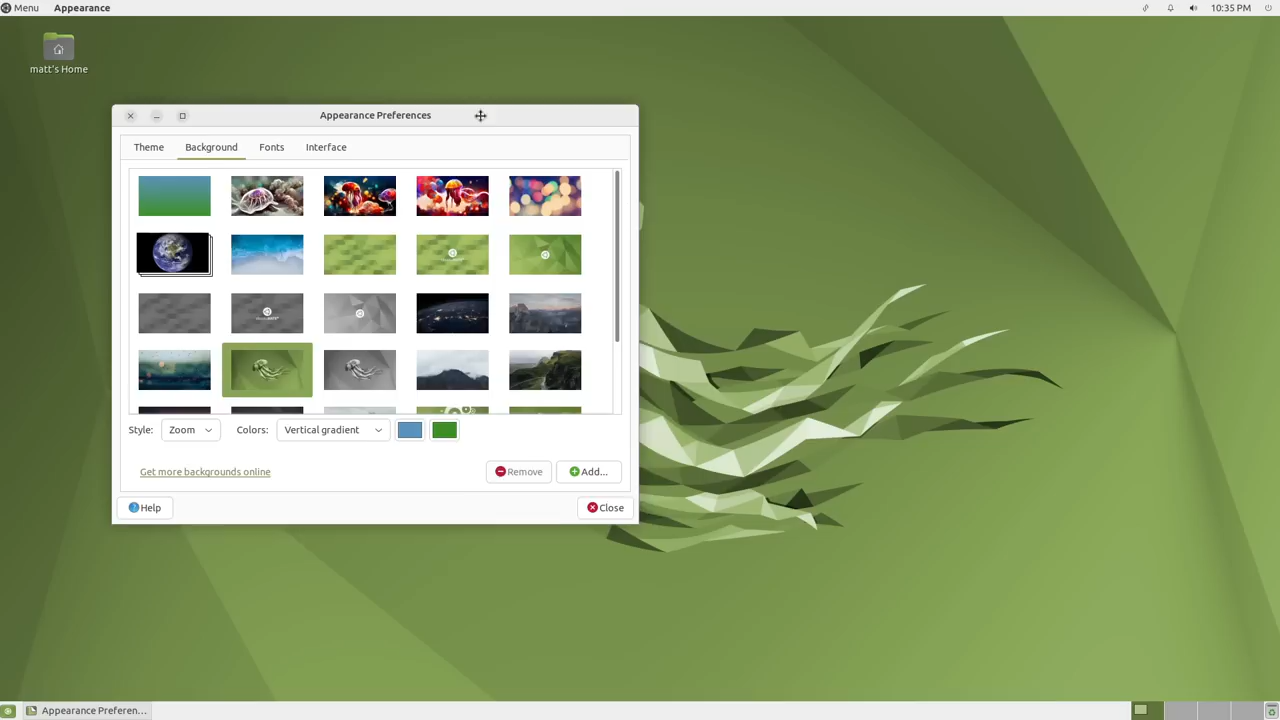 Menu Appearance 10:35 PM
matt's Home
Appearance Preferences
Theme Background Fonts Interface
Style: Zoom Colors: Vertical gradient
Get more backgrounds online Remove Add...
Help Close
Appearance Preferen...